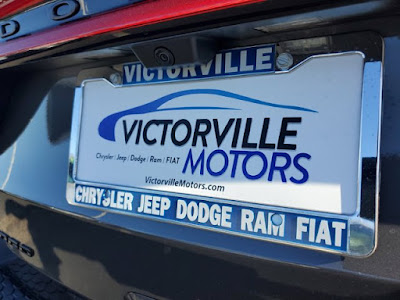 D O
VICTORVILLE
VICTORVILLE
Chrysler | Jeep | Dodge | Ram | FIAT
MOTORS
VictorvilleMotors.com
CHRYSLER JEEP DODGE RAM FIAT